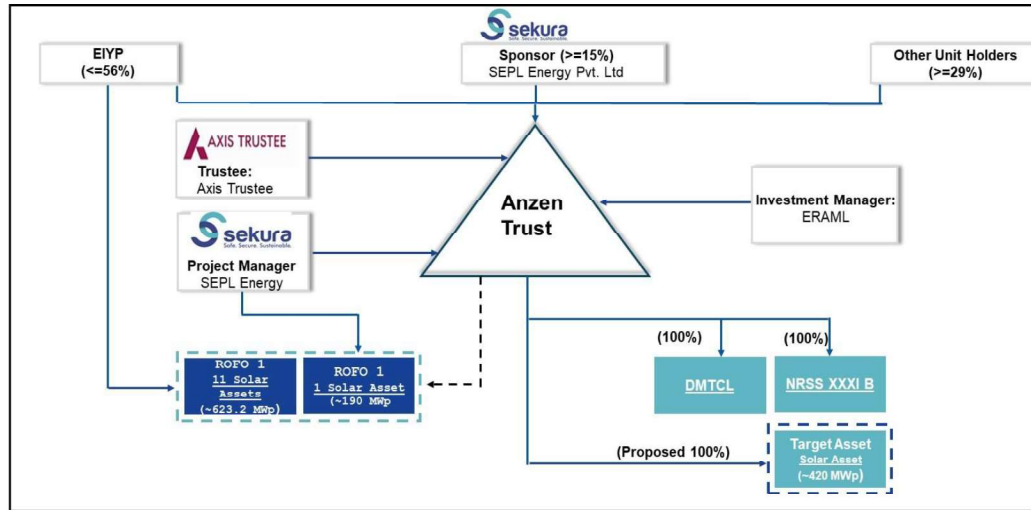 sekura
Safe. Secure. Sustainable.
EIYP
(<=56%)
Sponsor (>=15%)
SEPL Energy Pvt. Ltd
Other Unit Holders
(>=29%)
AXIS TRUSTEE
Trustee:
Axis Trustee
Anzen
Trust
Investment Manager:
ERAML
sekura
Safe. Secure. Sustainable.
Project Manager
SEPL Energy
(100%)
(100%)
ROFO 1
11 Solar
Assets
(~623.2 MWp)
ROFO 1
1 Solar Asset
(~190 MWp
DMTCL
NRSS XXXI B
(Proposed 100%)
Target Asset
Solar Asset
(~420 MWp)